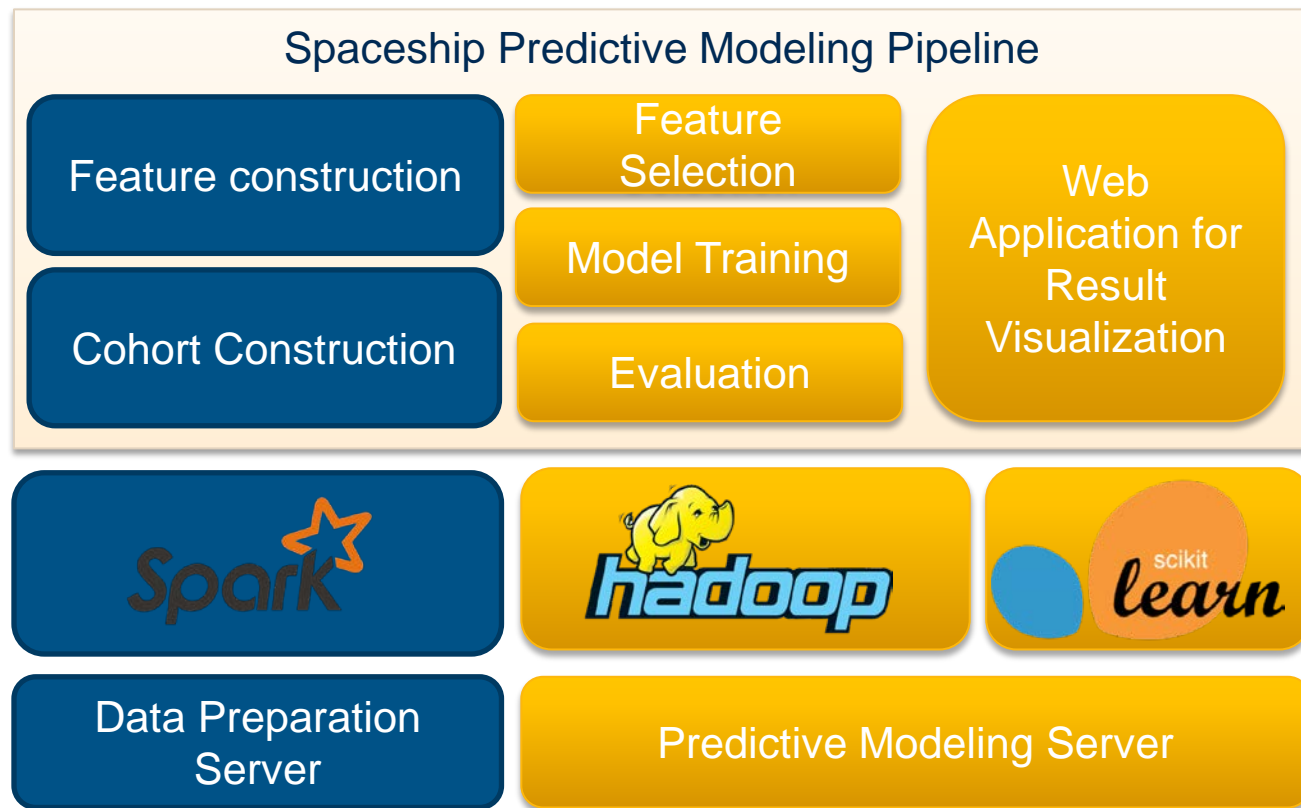 Spaceship Predictive Modeling Pipeline
Feature construction
Cohort Construction
Feature
Selection
Model Training
Evaluation
Web
Application for
Result
Visualization
Spark
hadoop
scikit
learn
Data Preparation
Server
Predictive Modeling Server